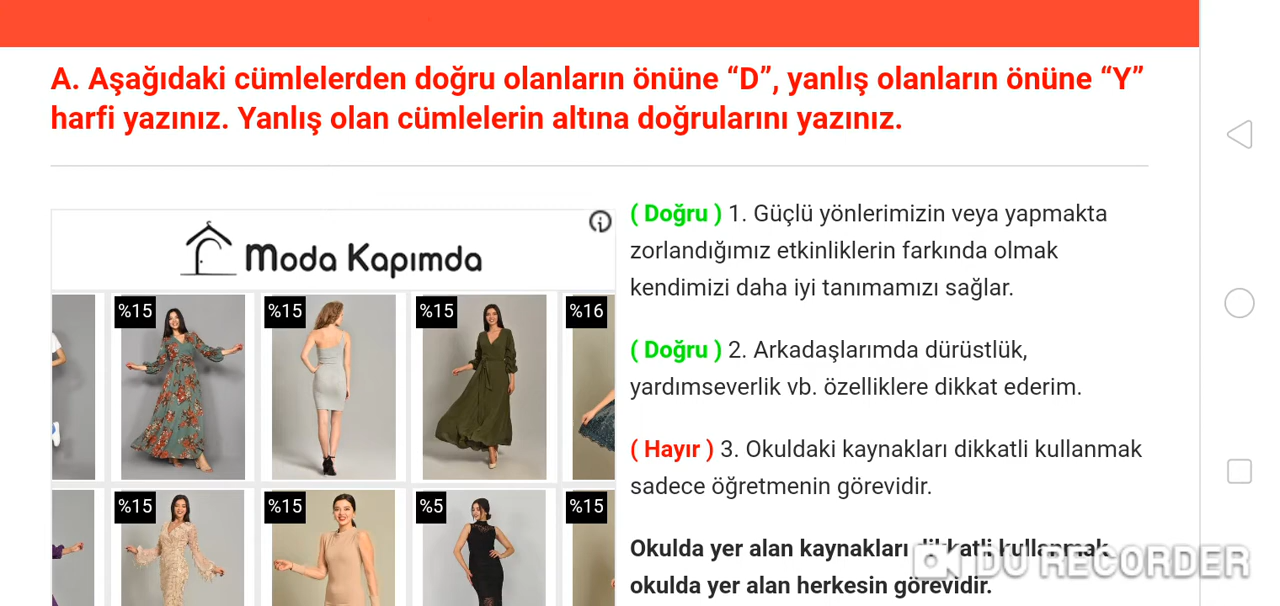 A. Aşağıdaki cümlelerden doğru olanların önüne “D”, yanlış olanların önüne “Y”
harfi yazınız. Yanlış olan cümlelerin altına doğrularını yazınız.
moda Kapımda
%15
%15
%15
%16
%15
%15
%5
%15
( Doğru ) 1. Güçlü yönlerimizin veya yapmakta
zorlandığımız etkinliklerin farkında olmak
kendimizi daha iyi tanımamızı sağlar.
( Doğru ) 2. Arkadaşlarımda dürüstlük,
yardımseverlik vb. özelliklere dikkat ederim.
( Hayır ) 3. Okuldaki kaynakları dikkatli kullanmak
sadece öğretmenin görevidir.
Okulda yer alan kaynakları dikkatli kullanmak
okulda yer alan herkesin görevidir.
DU RECORDER